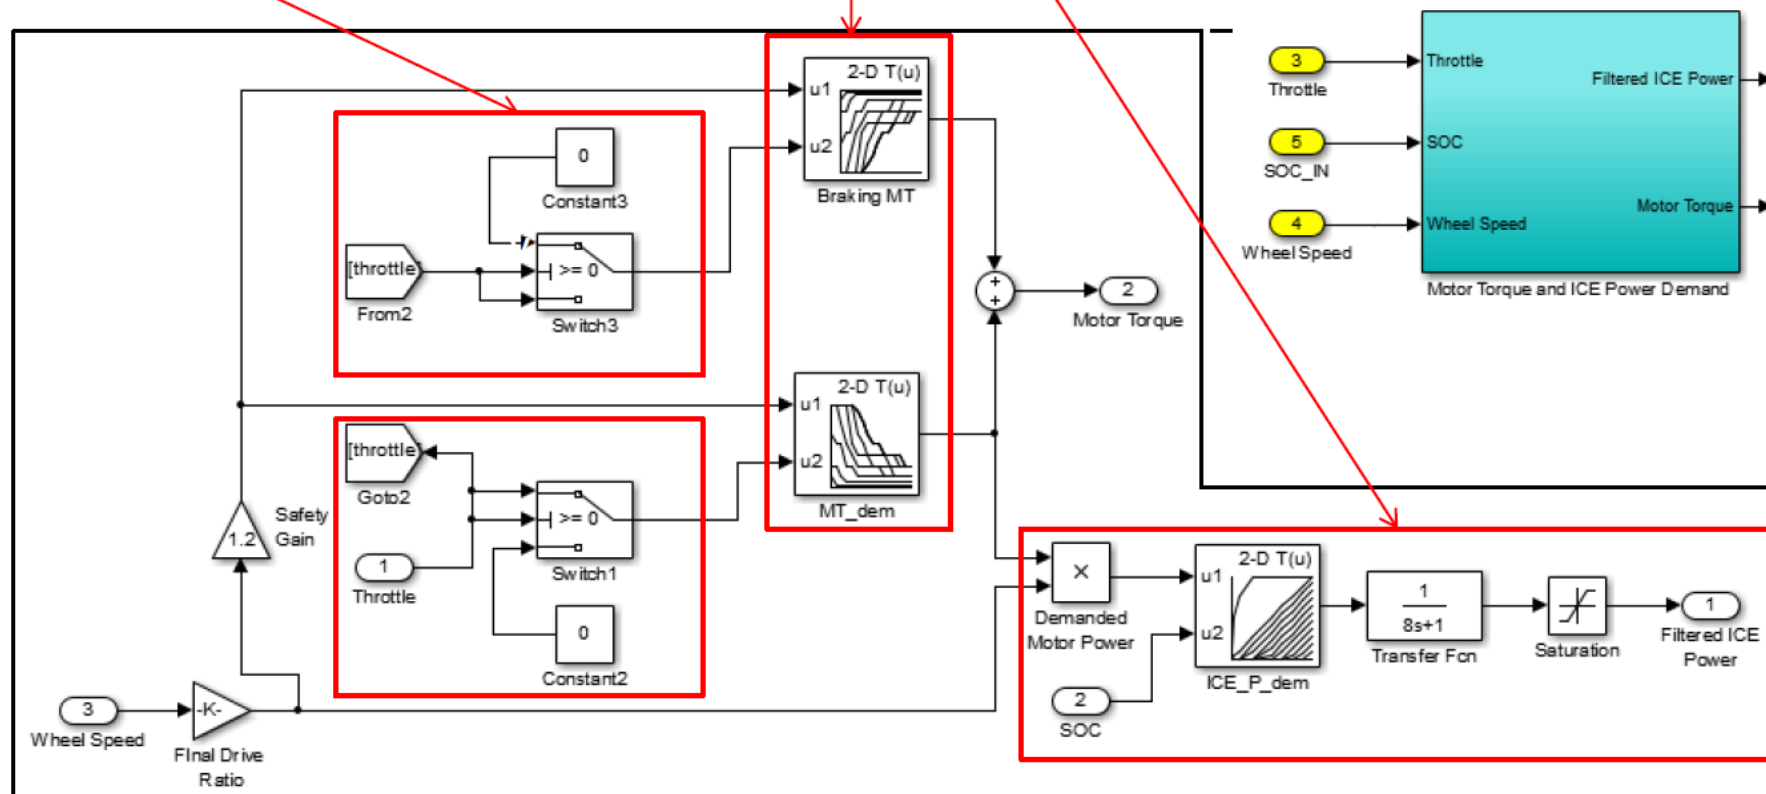 3
Throttle
5
SOC_IN
4
Wheel Speed
Throttle
SOC
Wheel Speed
Filtered ICE Power
Motor Torque
Motor Torque and ICE Power Demand
2-D T(u)
u1
u2
Braking MT
0
Constant3
[throttle]
From2
>= 0
Switch3
+
+
2
Motor Torque
2-D T(u)
u1
u2
MT_dem
[throttle]
Goto2
1
Throttle
>= 0
Switch1
0
Constant2
1.2
Safety
Gain
3
Wheel Speed
-K-
FInal Drive
Ratio
×
Demanded
Motor Power
2
SOC
2-D T(u)
u1
u2
ICE_P_dem
1
8s+1
Transfer Fcn
Saturation
1
Filtered ICE
Power